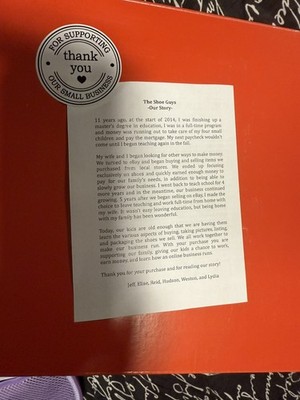 FOR SUPPORTING
thank
you
OUR SMALL BUSINESS
The Shoe Guys
-Our Story-
11 years ago, at the start of 2014, I was finishing up a
master's degree in education, I was in a full-time program
and money was running out to take care of my four small
children and pay the mortgage. My next paycheck wouldn't
come until I began teaching again in the fall.
My wife and I began looking for other ways to make money.
We turned to eBay and began buying and selling items we
purchased from local stores. We ended up focusing
exclusively on shoes and quickly earned enough money to
pay for our family's needs, in addition to being able to
slowly grow our business. I went back to teach school for 4
more years and in the meantime, our business continued
growing. 5 years after we began selling on eBay, I made the
choice to leave teaching and work full-time from home with
my wife. It wasn't easy leaving education, but being home
with my family has been wonderful.
Today, our kids are old enough that we are having them
learn the various aspects of buying, taking pictures, listing,
and packaging the shoes we sell. We all work together to
make our business run. With your purchase you are
supporting our family, giving our kids a chance to work,
earn money, and learn how an online business runs.
Thank you for your purchase and for reading our story!
Jeff, Elise, Reid, Hudson, Weston, and Lydia